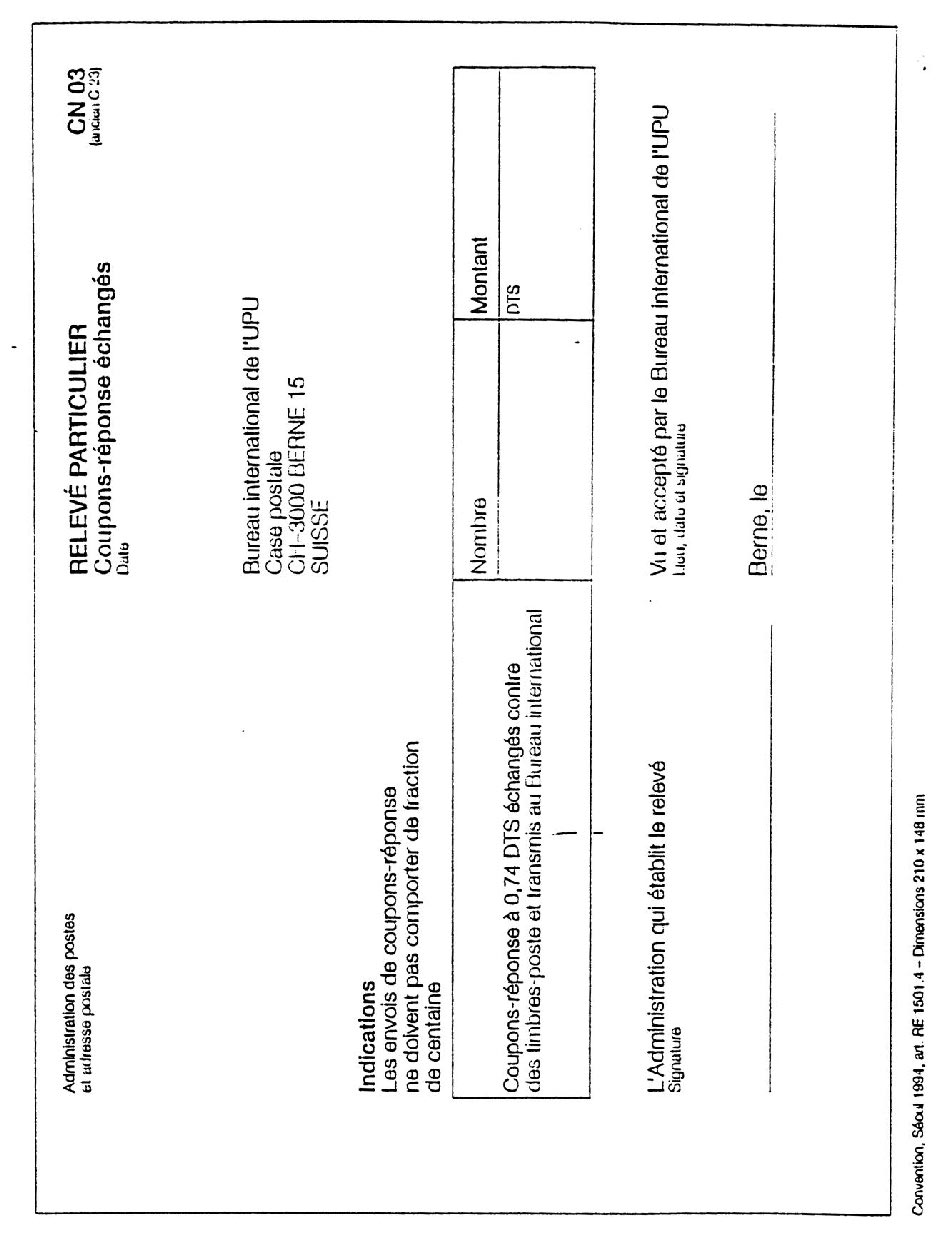 Administration des postes
et adresse postale
RELEVÉ PARTICULIER
Coupons-réponse échangés
Date
CN 03
(ancien C 23)
Bureau international de l'UPU
Case postale
CH-3000 BERNE 15
SUISSE
Indications
Les envois de coupons-réponse
ne doivent pas comporter de fraction
de centaine
Nombre
Montant
Coupons-réponse à 0,74 DTS échangés contre
des timbres-poste et transmis au Bureau international
DTS
L'Administration qui établit le relevé
Signature
Vu et accepté par le Bureau international de l'UPU
Lieu, date et signature
Berne, le
Convention, Séoul 1994, art. RE 1501.4 – Dimensions 210 x 148 mm